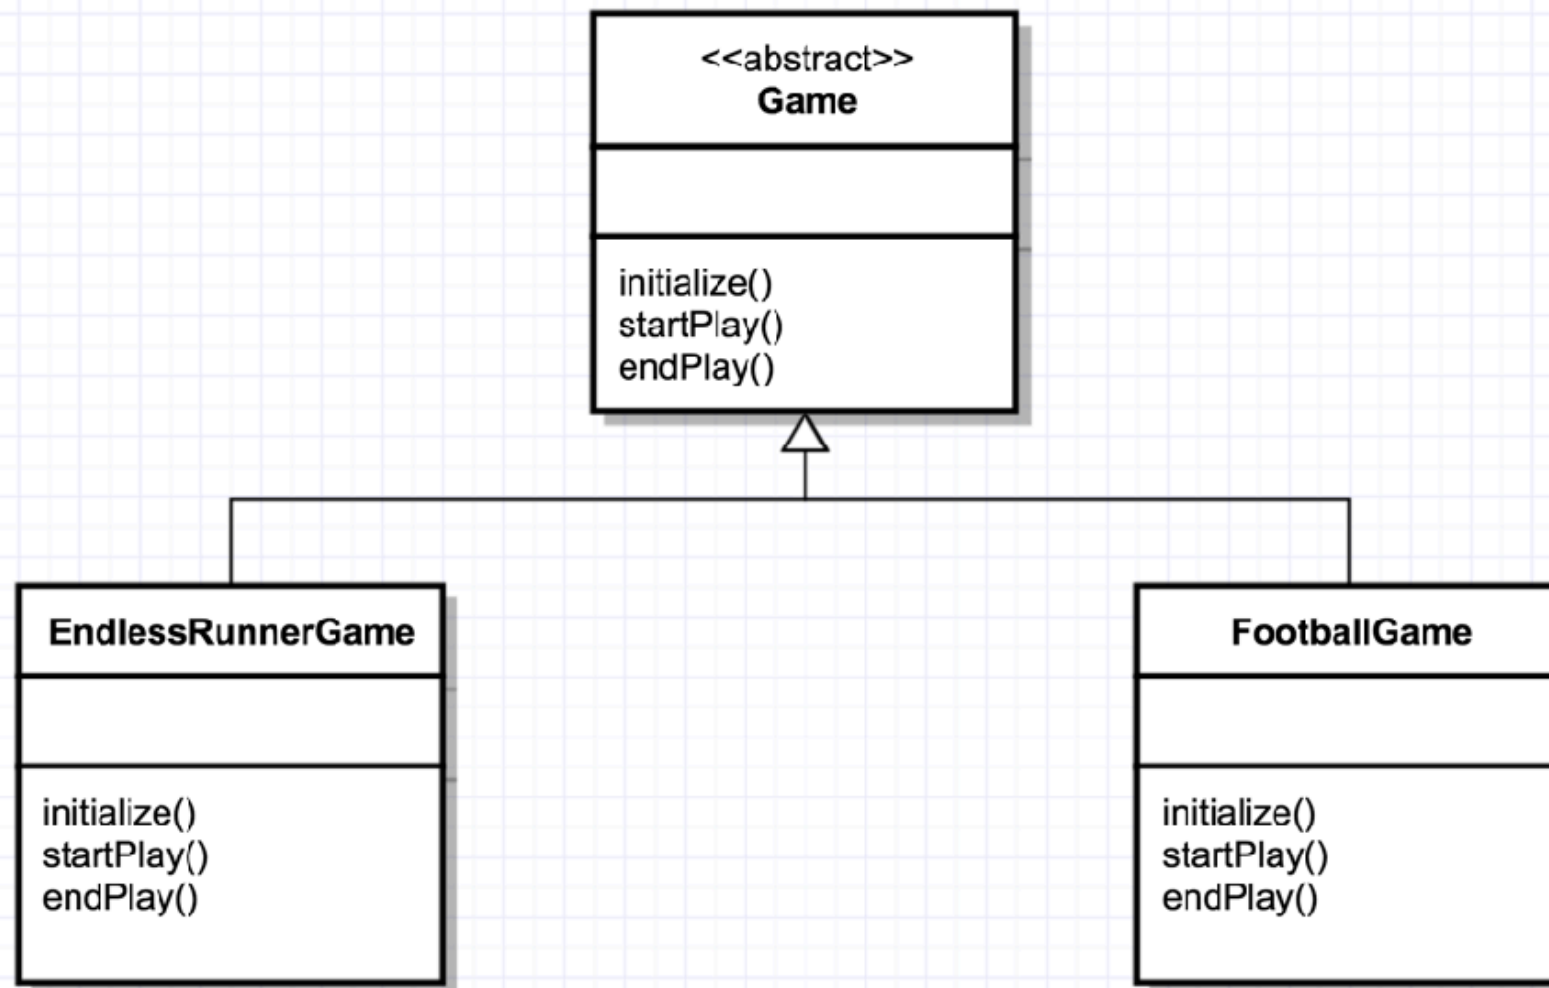 <<abstract>>
Game
initialize()
startPlay()
endPlay()
EndlessRunnerGame
initialize()
startPlay()
endPlay()
FootballGame
initialize()
startPlay()
endPlay()